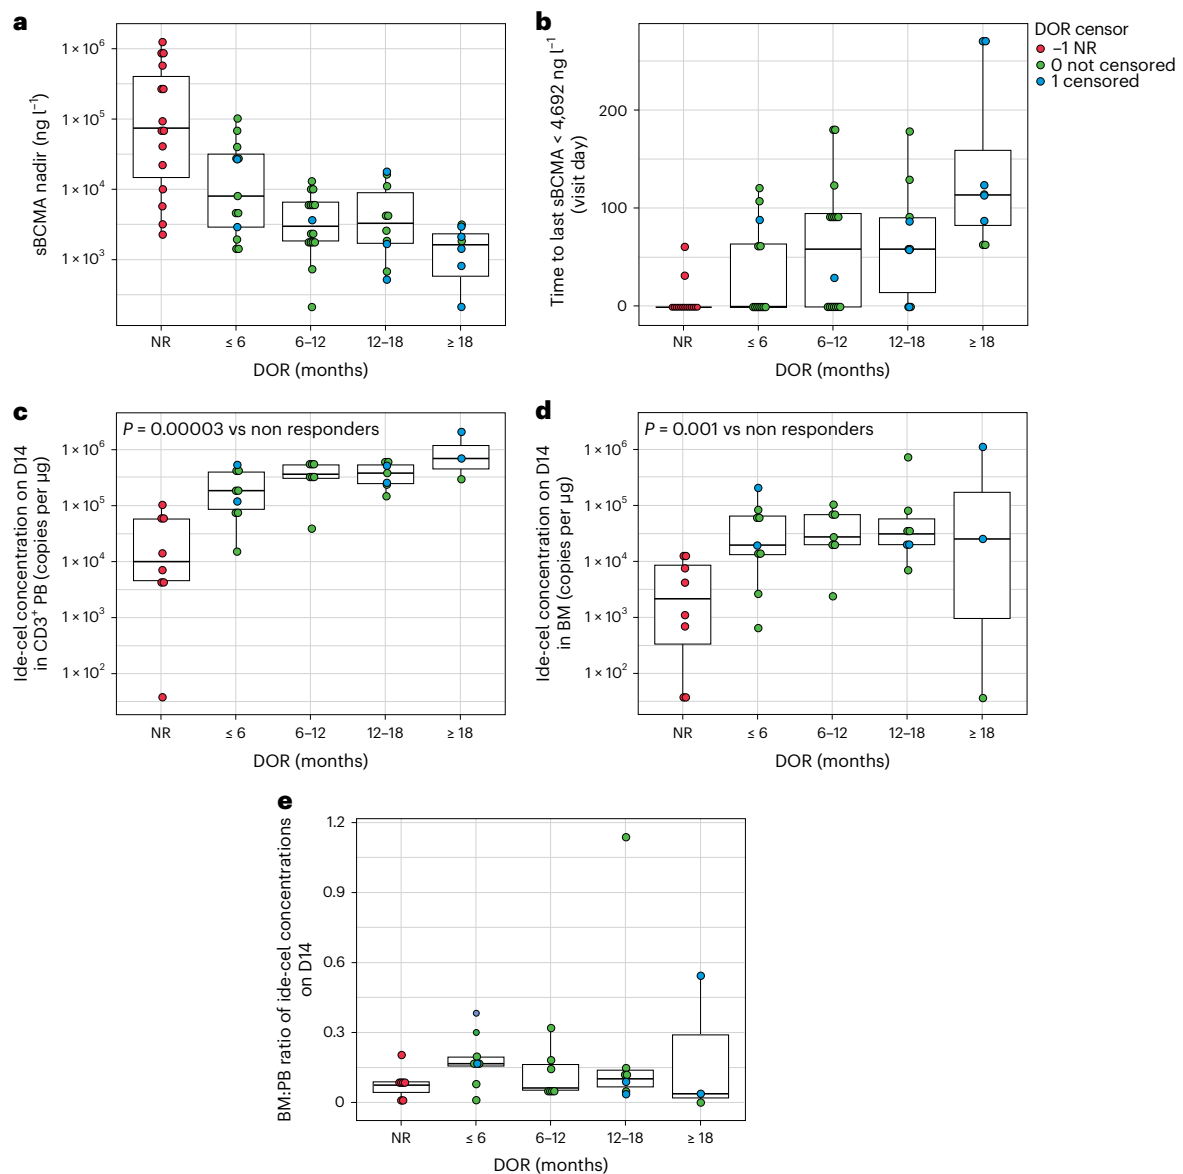 a
sBCMA nadir (ng l⁻¹)
1 × 10⁶
1 × 10⁵
1 × 10⁴
1 × 10³
NR
≤ 6
6–12
12–18
≥ 18
DOR (months)
b
Time to last sBCMA < 4,692 ng l⁻¹
(visit day)
200
100
0
NR
≤ 6
6–12
12–18
≥ 18
DOR (months)
DOR censor
–1 NR
0 not censored
1 censored
c
P = 0.00003 vs non responders
Ide-cel concentration on D14
in CD3⁺ PB (copies per µg)
1 × 10⁶
1 × 10⁵
1 × 10⁴
1 × 10³
1 × 10²
NR
≤ 6
6–12
12–18
≥ 18
DOR (months)
d
P = 0.001 vs non responders
Ide-cel concentration on D14
in BM (copies per µg)
1 × 10⁶
1 × 10⁵
1 × 10⁴
1 × 10³
1 × 10²
NR
≤ 6
6–12
12–18
≥ 18
DOR (months)
e
BM:PB ratio of ide-cel concentrations
on D14
1.2
0.9
0.6
0.3
0
NR
≤ 6
6–12
12–18
≥ 18
DOR (months)